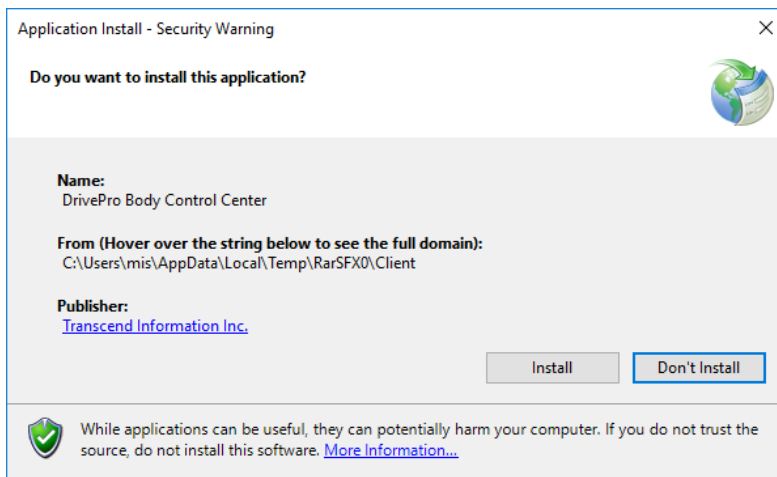 Application Install - Security Warning
Do you want to install this application?
Name:
DrivePro Body Control Center
From (Hover over the string below to see the full domain):
C:\Users\mis\AppData\Local\Temp\RarSFX0\Client
Publisher:
Transcend Information Inc.
Install
Don't Install
While applications can be useful, they can potentially harm your computer. If you do not trust the
source, do not install this software. More Information...